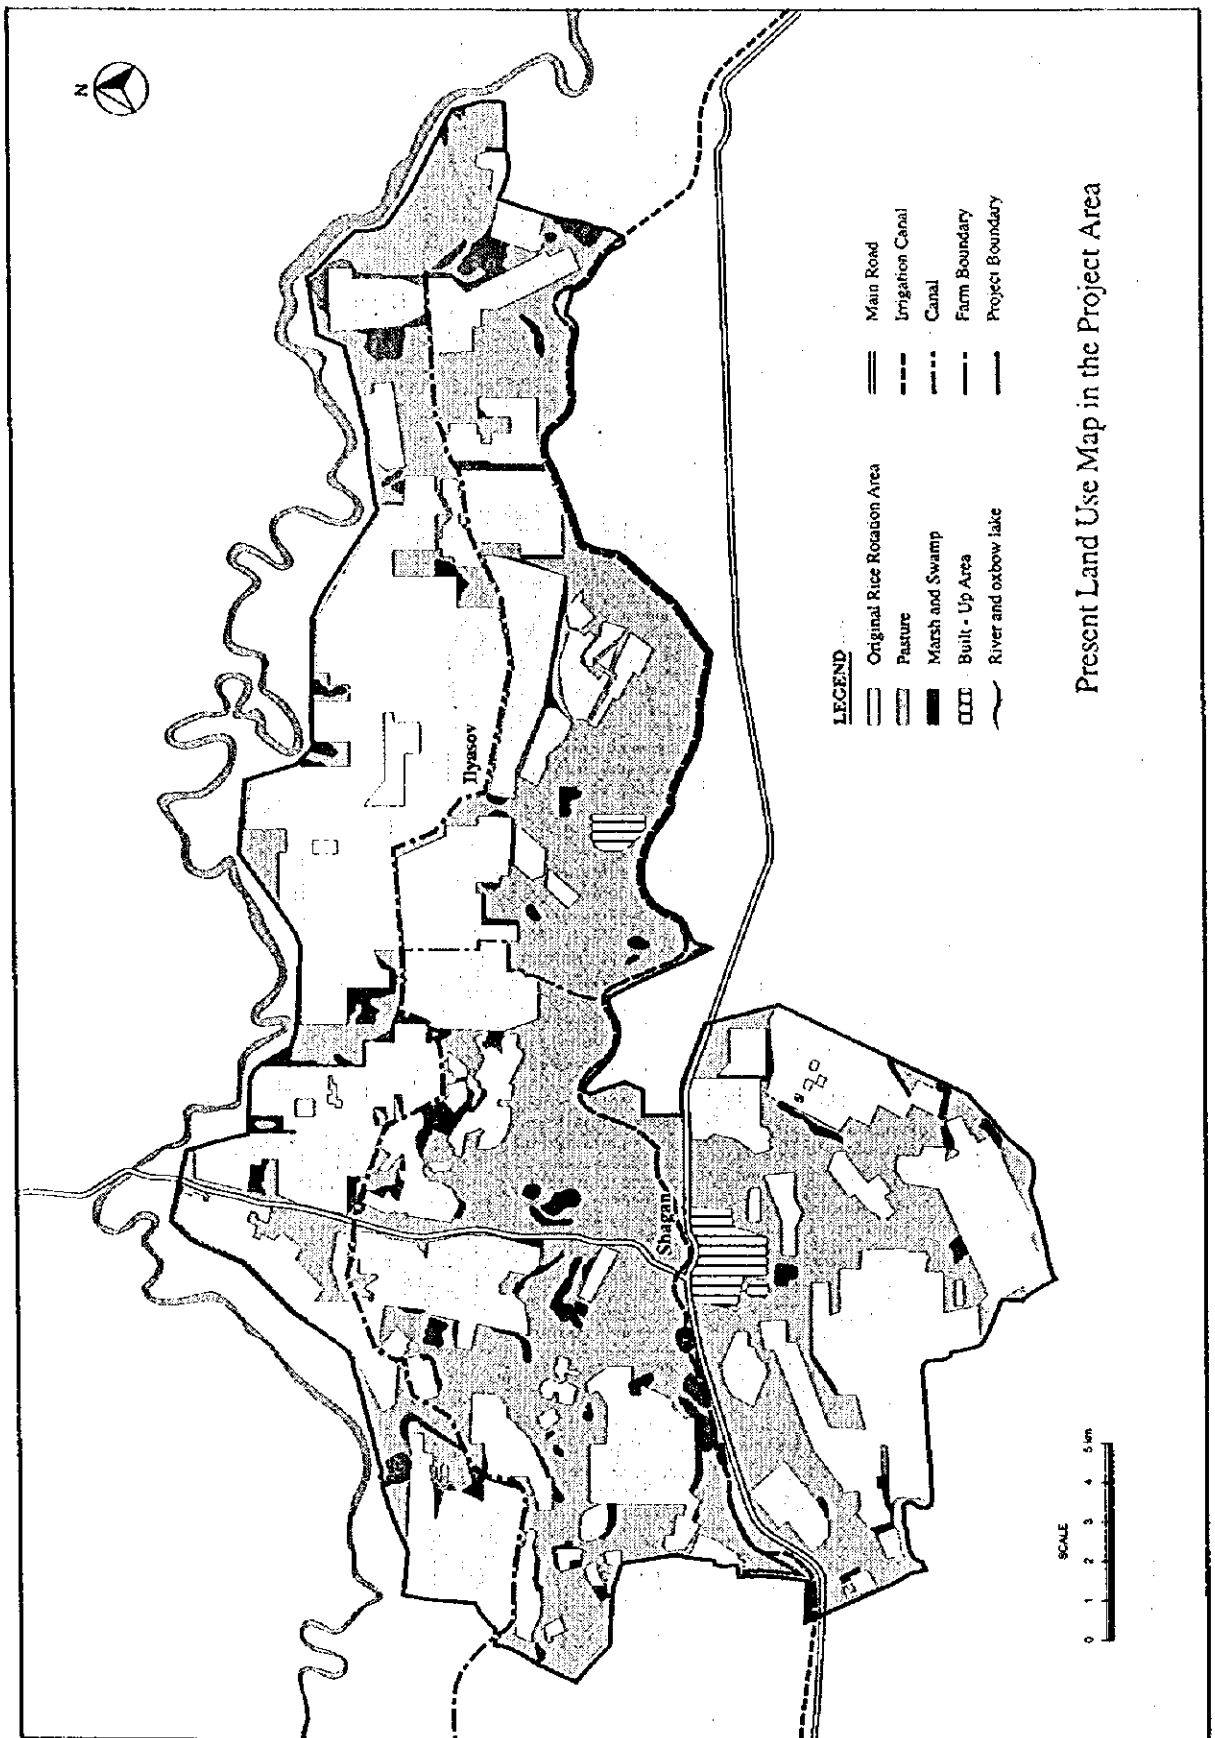 N
Ilyasov
Shagan
LEGEND
Original Rice Rotation Area
Pasture
Marsh and Swamp
Built - Up Area
River and oxbow lake
Main Road
Irrigation Canal
Canal
Farm Boundary
Project Boundary
SCALE
0 1 2 3 4 5 km
Present Land Use Map in the Project Area